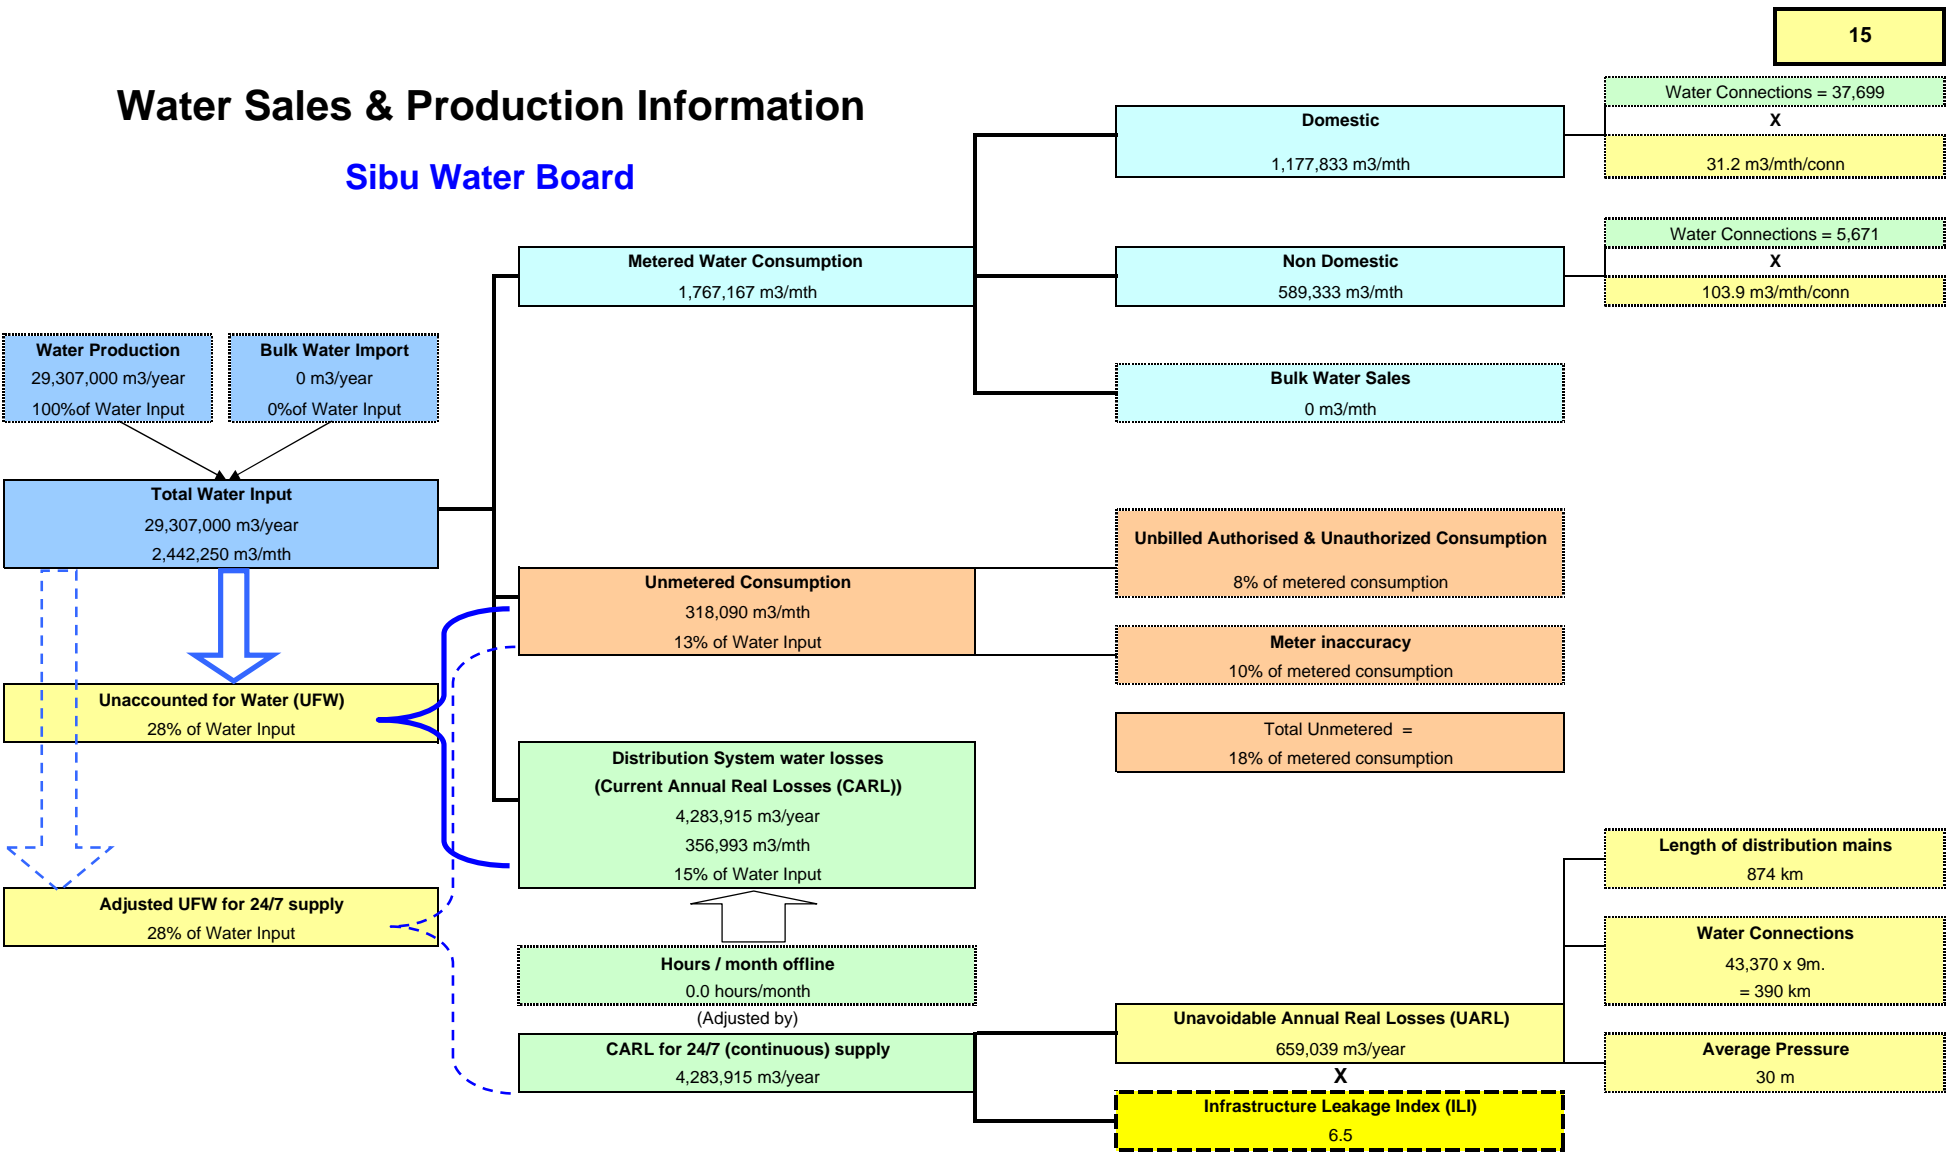 15
Water Sales & Production Information
Sibu Water Board
Water Connections = 37,699
X
31.2 m3/mth/conn
Domestic
1,177,833 m3/mth
Water Connections = 5,671
X
103.9 m3/mth/conn
Metered Water Consumption
1,767,167 m3/mth
Non Domestic
589,333 m3/mth
Water Production
29,307,000 m3/year
100%of Water Input
Bulk Water Import
0 m3/year
0%of Water Input
Bulk Water Sales
0 m3/mth
Total Water Input
29,307,000 m3/year
2,442,250 m3/mth
Unbilled Authorised & Unauthorized Consumption
8% of metered consumption
Unmetered Consumption
318,090 m3/mth
13% of Water Input
Meter inaccuracy
10% of metered consumption
Unaccounted for Water (UFW)
28% of Water Input
Total Unmetered =
18% of metered consumption
Distribution System water losses
(Current Annual Real Losses (CARL))
4,283,915 m3/year
356,993 m3/mth
15% of Water Input
Length of distribution mains
874 km
Adjusted UFW for 24/7 supply
28% of Water Input
Water Connections
43,370 x 9m.
= 390 km
Hours / month offline
0.0 hours/month
(Adjusted by)
CARL for 24/7 (continuous) supply
4,283,915 m3/year
Unavoidable Annual Real Losses (UARL)
659,039 m3/year
X
Infrastructure Leakage Index (ILI)
6.5
Average Pressure
30 m